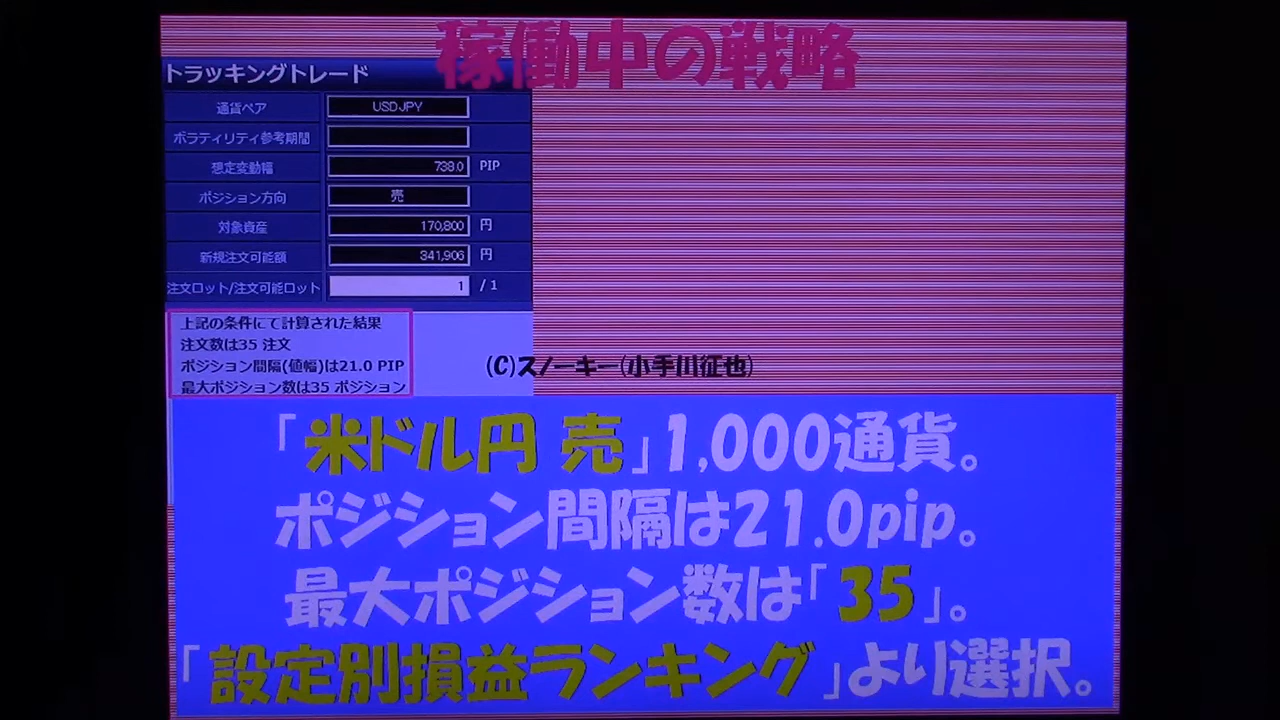 稼働中の戦略
トラッキングトレード
通貨ペア USDJPY
ボラティリティ参考期間
想定変動幅 738.0 PIP
ポジション方向 売
対象資産 170,800 円
新規注文可能額 341,906 円
注文ロット/注文可能ロット 1 / 1
上記の条件にて計算された結果
注文数は35 注文
ポジション間隔(値幅)は21.0 PIP
最大ポジション数は35 ポジション
(C)スノーキー(小手川征也)
「米ドル円 売」1,000通貨。
ポジション間隔は21.0pip。
最大ポジション数は「35」。
「設定別損益ランキング」より選択。